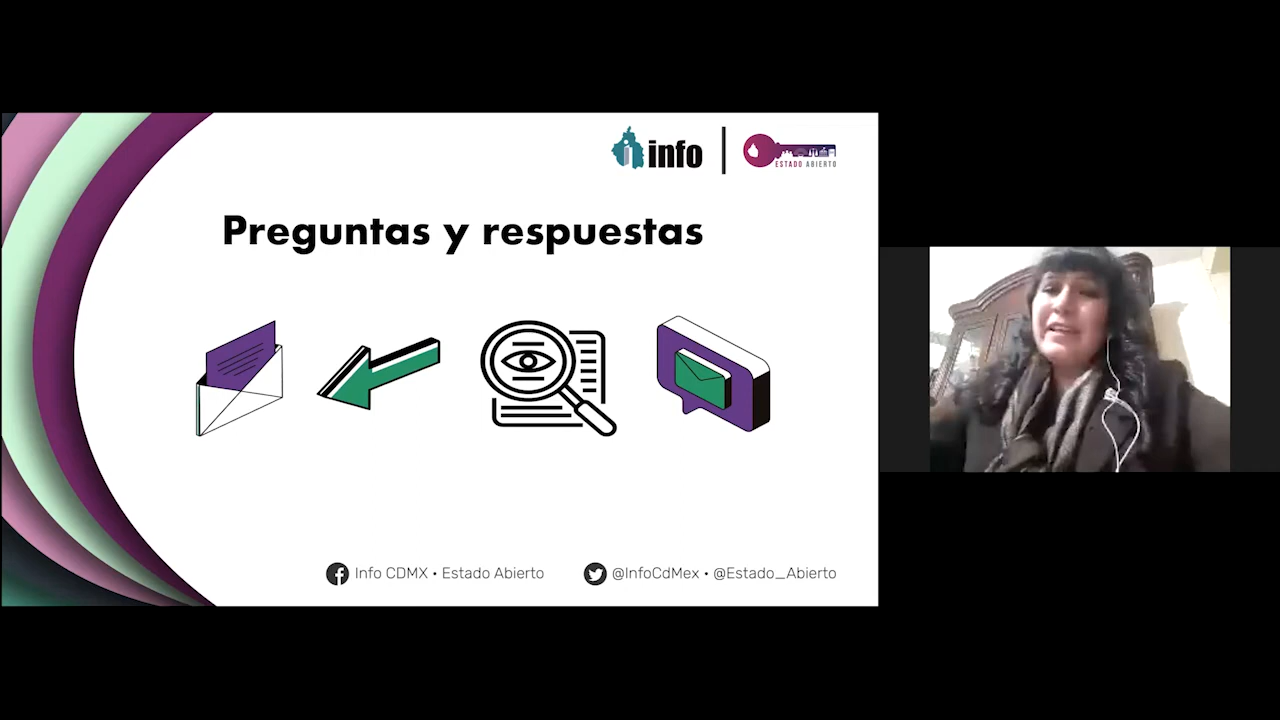 info
ESTADO ABIERTO
Preguntas y respuestas
Info CDMX • Estado Abierto
@InfoCdMex • @Estado_Abierto